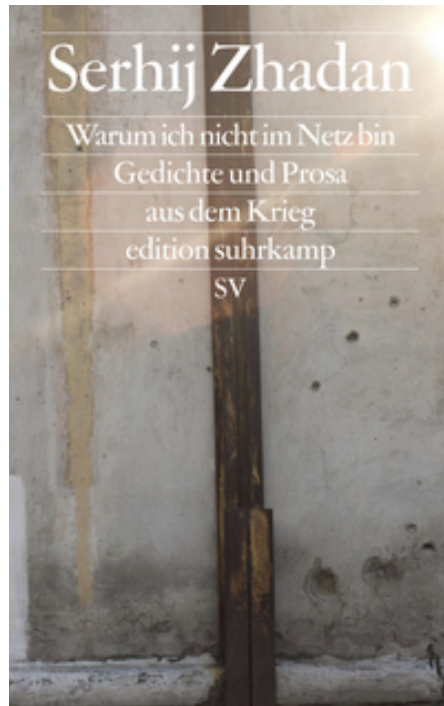 Serhij Zhadan
Warum ich nicht im Netz bin
Gedichte und Prosa
aus dem Krieg
edition suhrkamp
SV